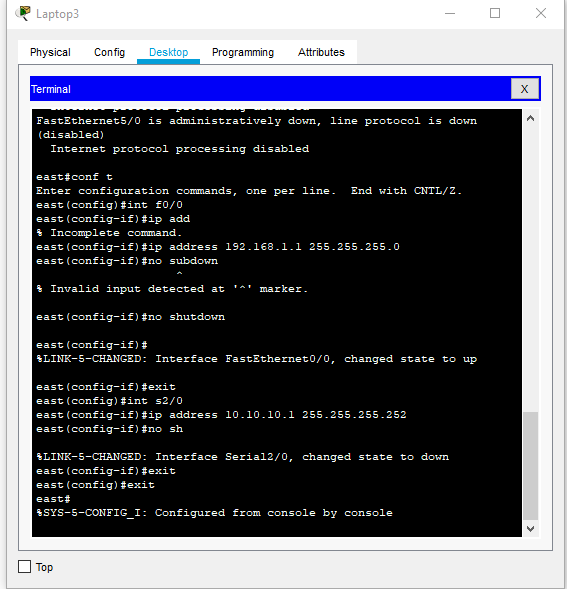 Laptop3
Physical Config Desktop Programming Attributes
Terminal X
FastEthernet5/0 is administratively down, line protocol is down
(disabled)
  Internet protocol processing disabled
east#conf t
Enter configuration commands, one per line.  End with CNTL/Z.
east(config)#int f0/0
east(config-if)#ip add
% Incomplete command.
east(config-if)#ip address 192.168.1.1 255.255.255.0
east(config-if)#no subdown
                    ^
% Invalid input detected at '^' marker.
east(config-if)#no shutdown
east(config-if)#
%LINK-5-CHANGED: Interface FastEthernet0/0, changed state to up
east(config-if)#exit
east(config)#int s2/0
east(config-if)#ip address 10.10.10.1 255.255.255.252
east(config-if)#no sh
%LINK-5-CHANGED: Interface Serial2/0, changed state to down
east(config-if)#exit
east(config)#exit
east#
%SYS-5-CONFIG_I: Configured from console by console
Top